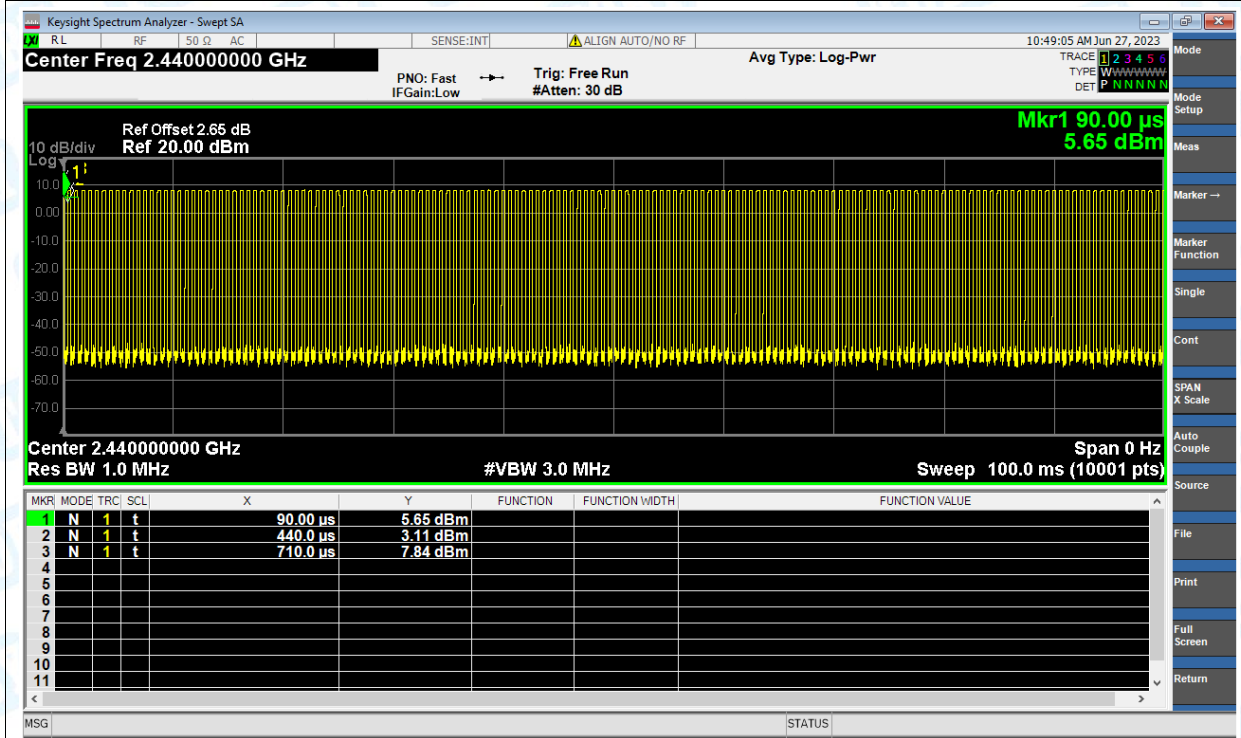 Keysight Spectrum Analyzer - Swept SA
LXI RL RF 50 Ω AC SENSE:INT ALIGN AUTO/NO RF 10:49:05 AM Jun 27, 2023
Center Freq 2.440000000 GHz
PNO: Fast
IFGain:Low
Trig: Free Run
#Atten: 30 dB
Avg Type: Log-Pwr
TRACE 1 2 3 4 5 6
TYPE WWWWWW
DET P N N N N N
Mkr1 90.00 µs
5.65 dBm
Ref Offset 2.65 dB
10 dB/div Ref 20.00 dBm
Log
1
10.0
0.00
-10.0
-20.0
-30.0
-40.0
-50.0
-60.0
-70.0
Center 2.440000000 GHz Span 0 Hz
Res BW 1.0 MHz #VBW 3.0 MHz Sweep 100.0 ms (10001 pts)
MKR MODE TRC SCL X Y FUNCTION FUNCTION WIDTH FUNCTION VALUE
1 N 1 t 90.00 µs 5.65 dBm
2 N 1 t 440.0 µs 3.11 dBm
3 N 1 t 710.0 µs 7.84 dBm
4
5
6
7
8
9
10
11
MSG STATUS
Mode
Mode
Setup
Meas
Marker →
Marker
Function
Single
Cont
SPAN
X Scale
Auto
Couple
Source
File
Print
Full
Screen
Return